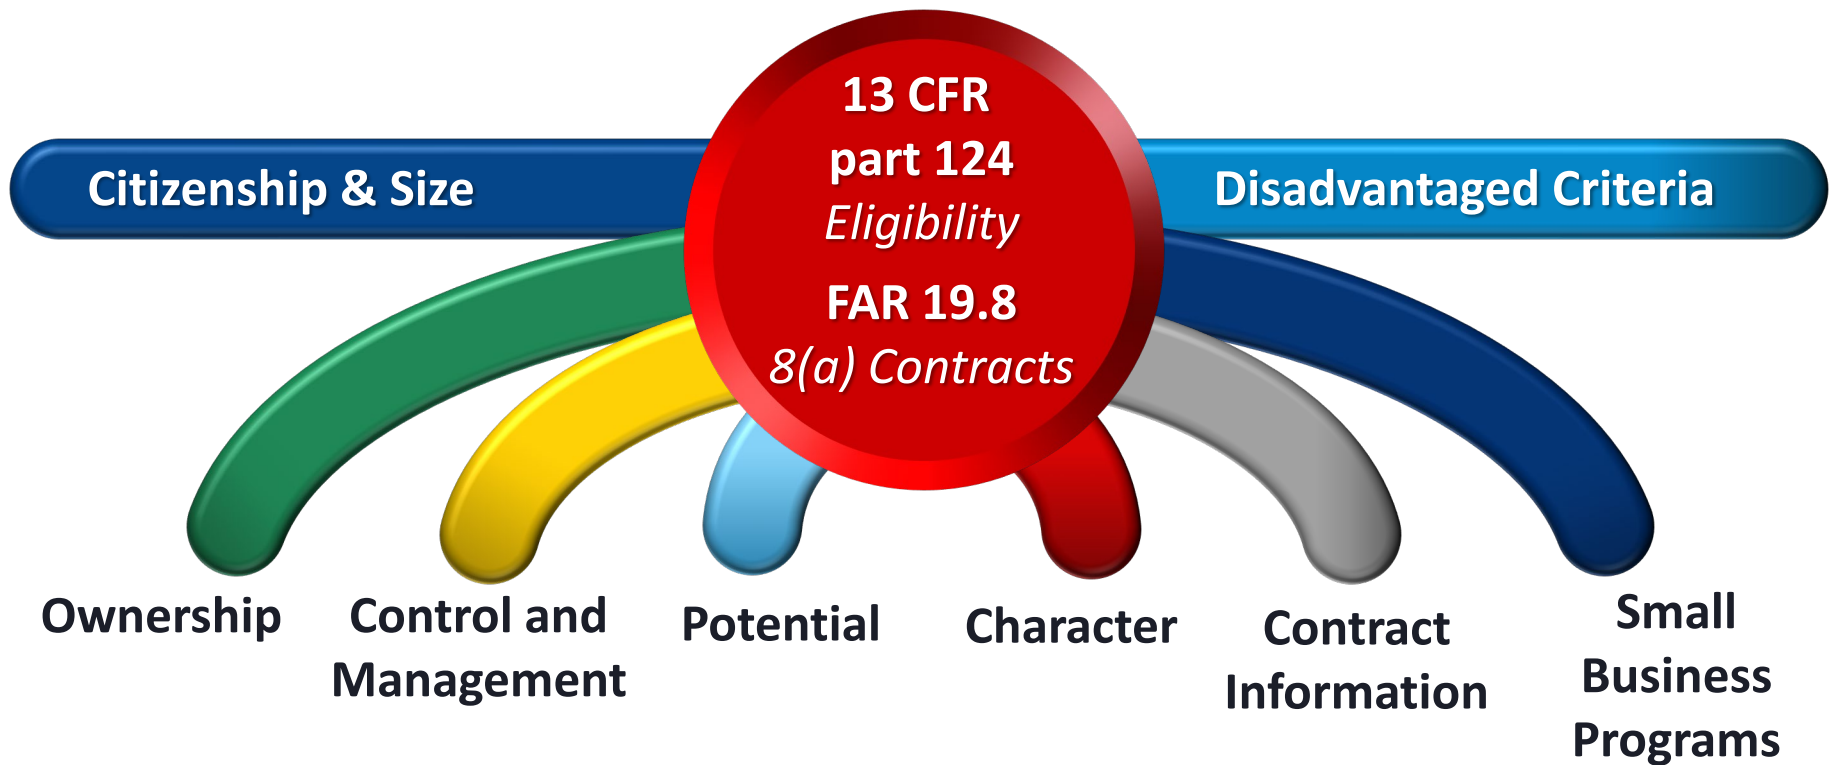 13 CFR
part 124
Eligibility
FAR 19.8
8(a) Contracts
Citizenship & Size
Disadvantaged Criteria
Ownership
Control and
Management
Potential
Character
Contract
Information
Small
Business
Programs